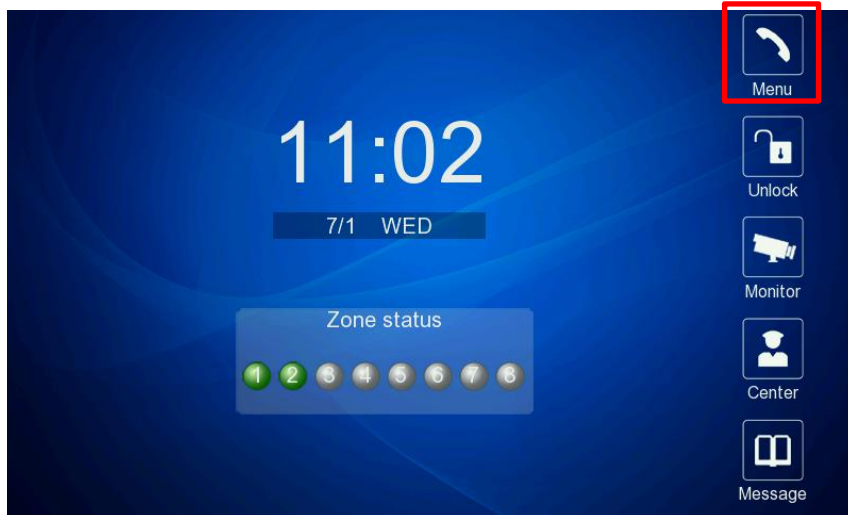 11:02
7/1 WED
Zone status
1 2 3 4 5 6 7 8
Menu
Unlock
Monitor
Center
Message